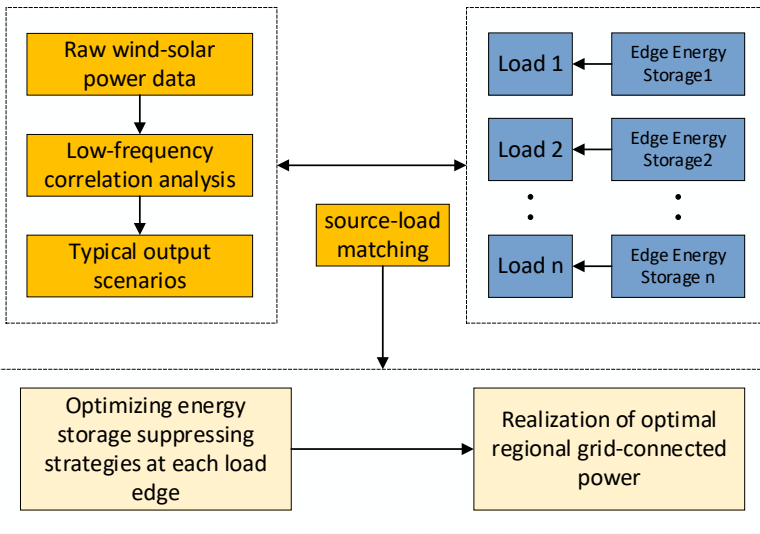 Raw wind-solar
power data
Low-frequency
correlation analysis
Typical output
scenarios
source-load
matching
Load 1
Edge Energy
Storage1
Load 2
Edge Energy
Storage2
Load n
Edge Energy
Storage n
Optimizing energy
storage suppressing
strategies at each load
edge
Realization of optimal
regional grid-connected
power